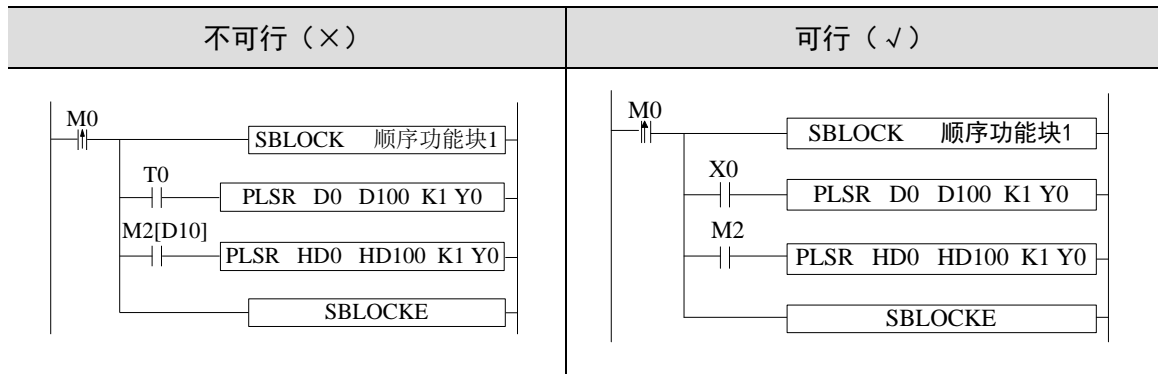 不可行（×）
可行（√）
M0
SBLOCK 顺序功能块1
T0
PLSR D0 D100 K1 Y0
M2[D10]
PLSR HD0 HD100 K1 Y0
SBLOCKE
M0
SBLOCK 顺序功能块1
X0
PLSR D0 D100 K1 Y0
M2
PLSR HD0 HD100 K1 Y0
SBLOCKE